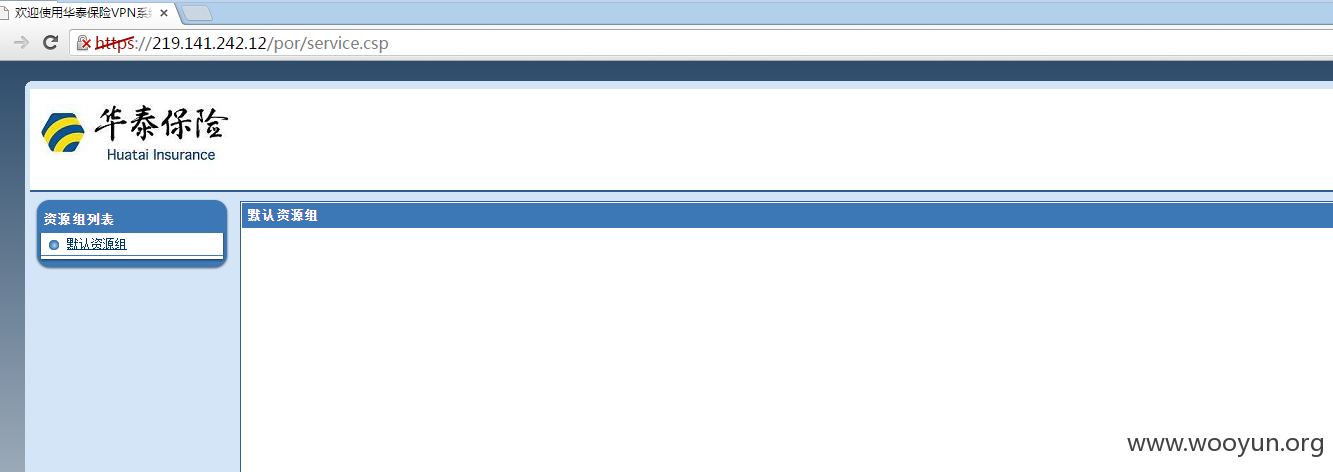 欢迎使用华泰保险VPN系统
https://219.141.242.12/por/service.csp
华泰保险
Huatai Insurance
资源组列表
默认资源组
默认资源组
www.wooyun.org